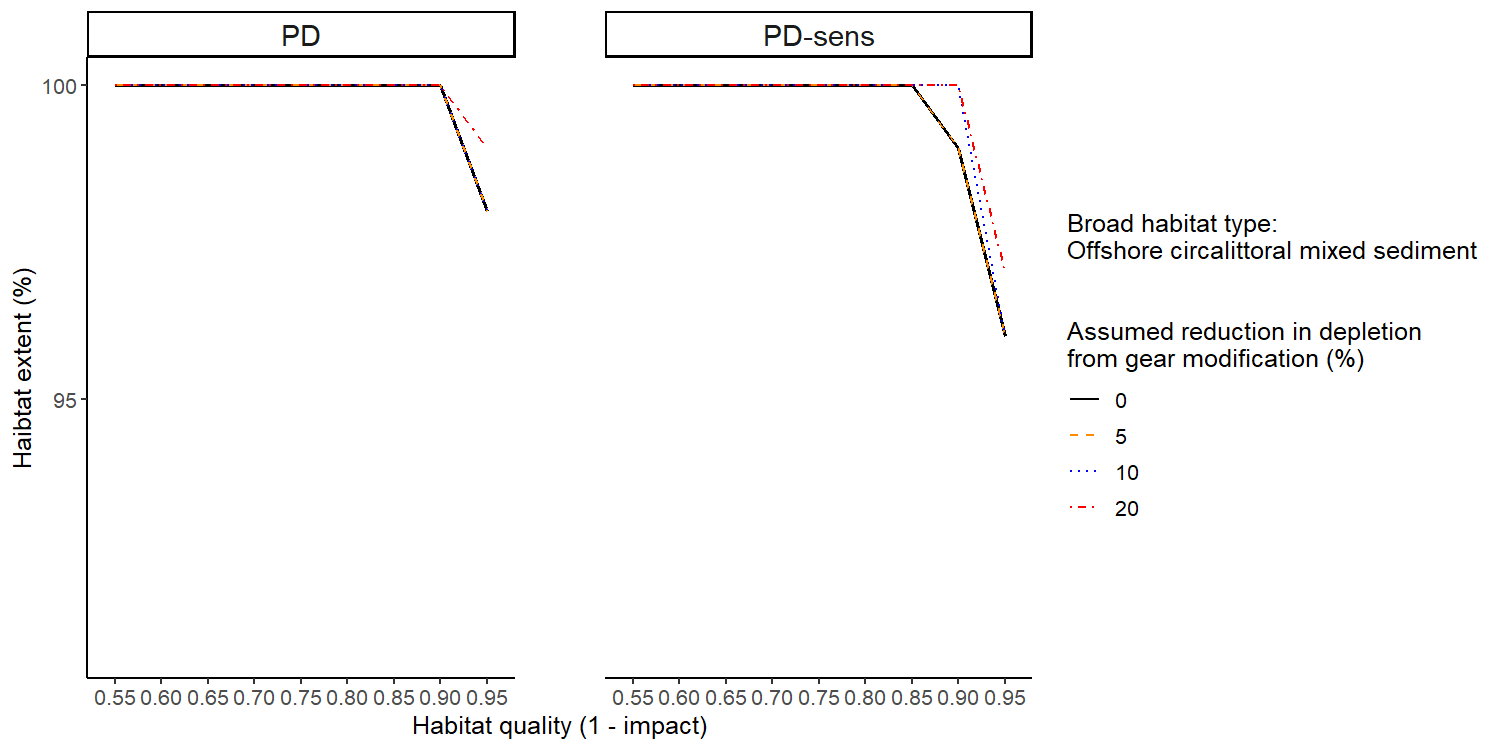 PD
PD-sens
100
95
Haibtat extent (%)
0.55 0.60 0.65 0.70 0.75 0.80 0.85 0.90 0.95
0.55 0.60 0.65 0.70 0.75 0.80 0.85 0.90 0.95
Habitat quality (1 - impact)
Broad habitat type:
Offshore circalittoral mixed sediment
Assumed reduction in depletion
from gear modification (%)
0
5
10
20